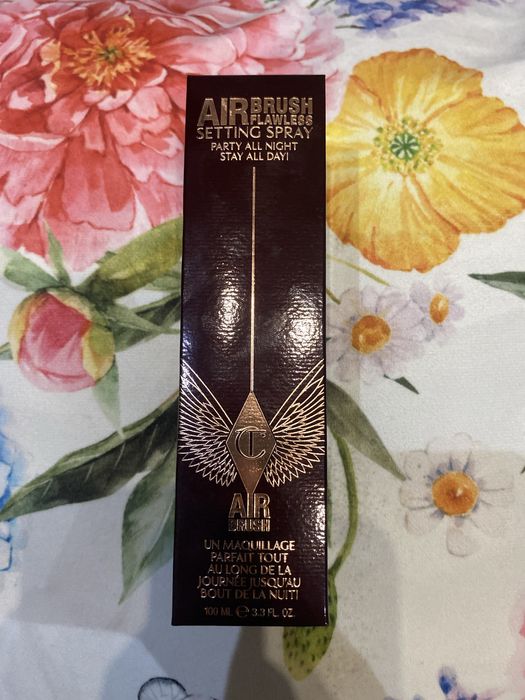 AIRBRUSH
FLAWLESS
SETTING SPRAY
PARTY ALL NIGHT
STAY ALL DAY!
CT
AIR
BRUSH
UN MAQUILLAGE
PARFAIT TOUT
AU LONG DE LA
JOURNÉE JUSQU'AU
BOUT DE LA NUIT!
100 ML ℮ 3.3 FL. OZ.